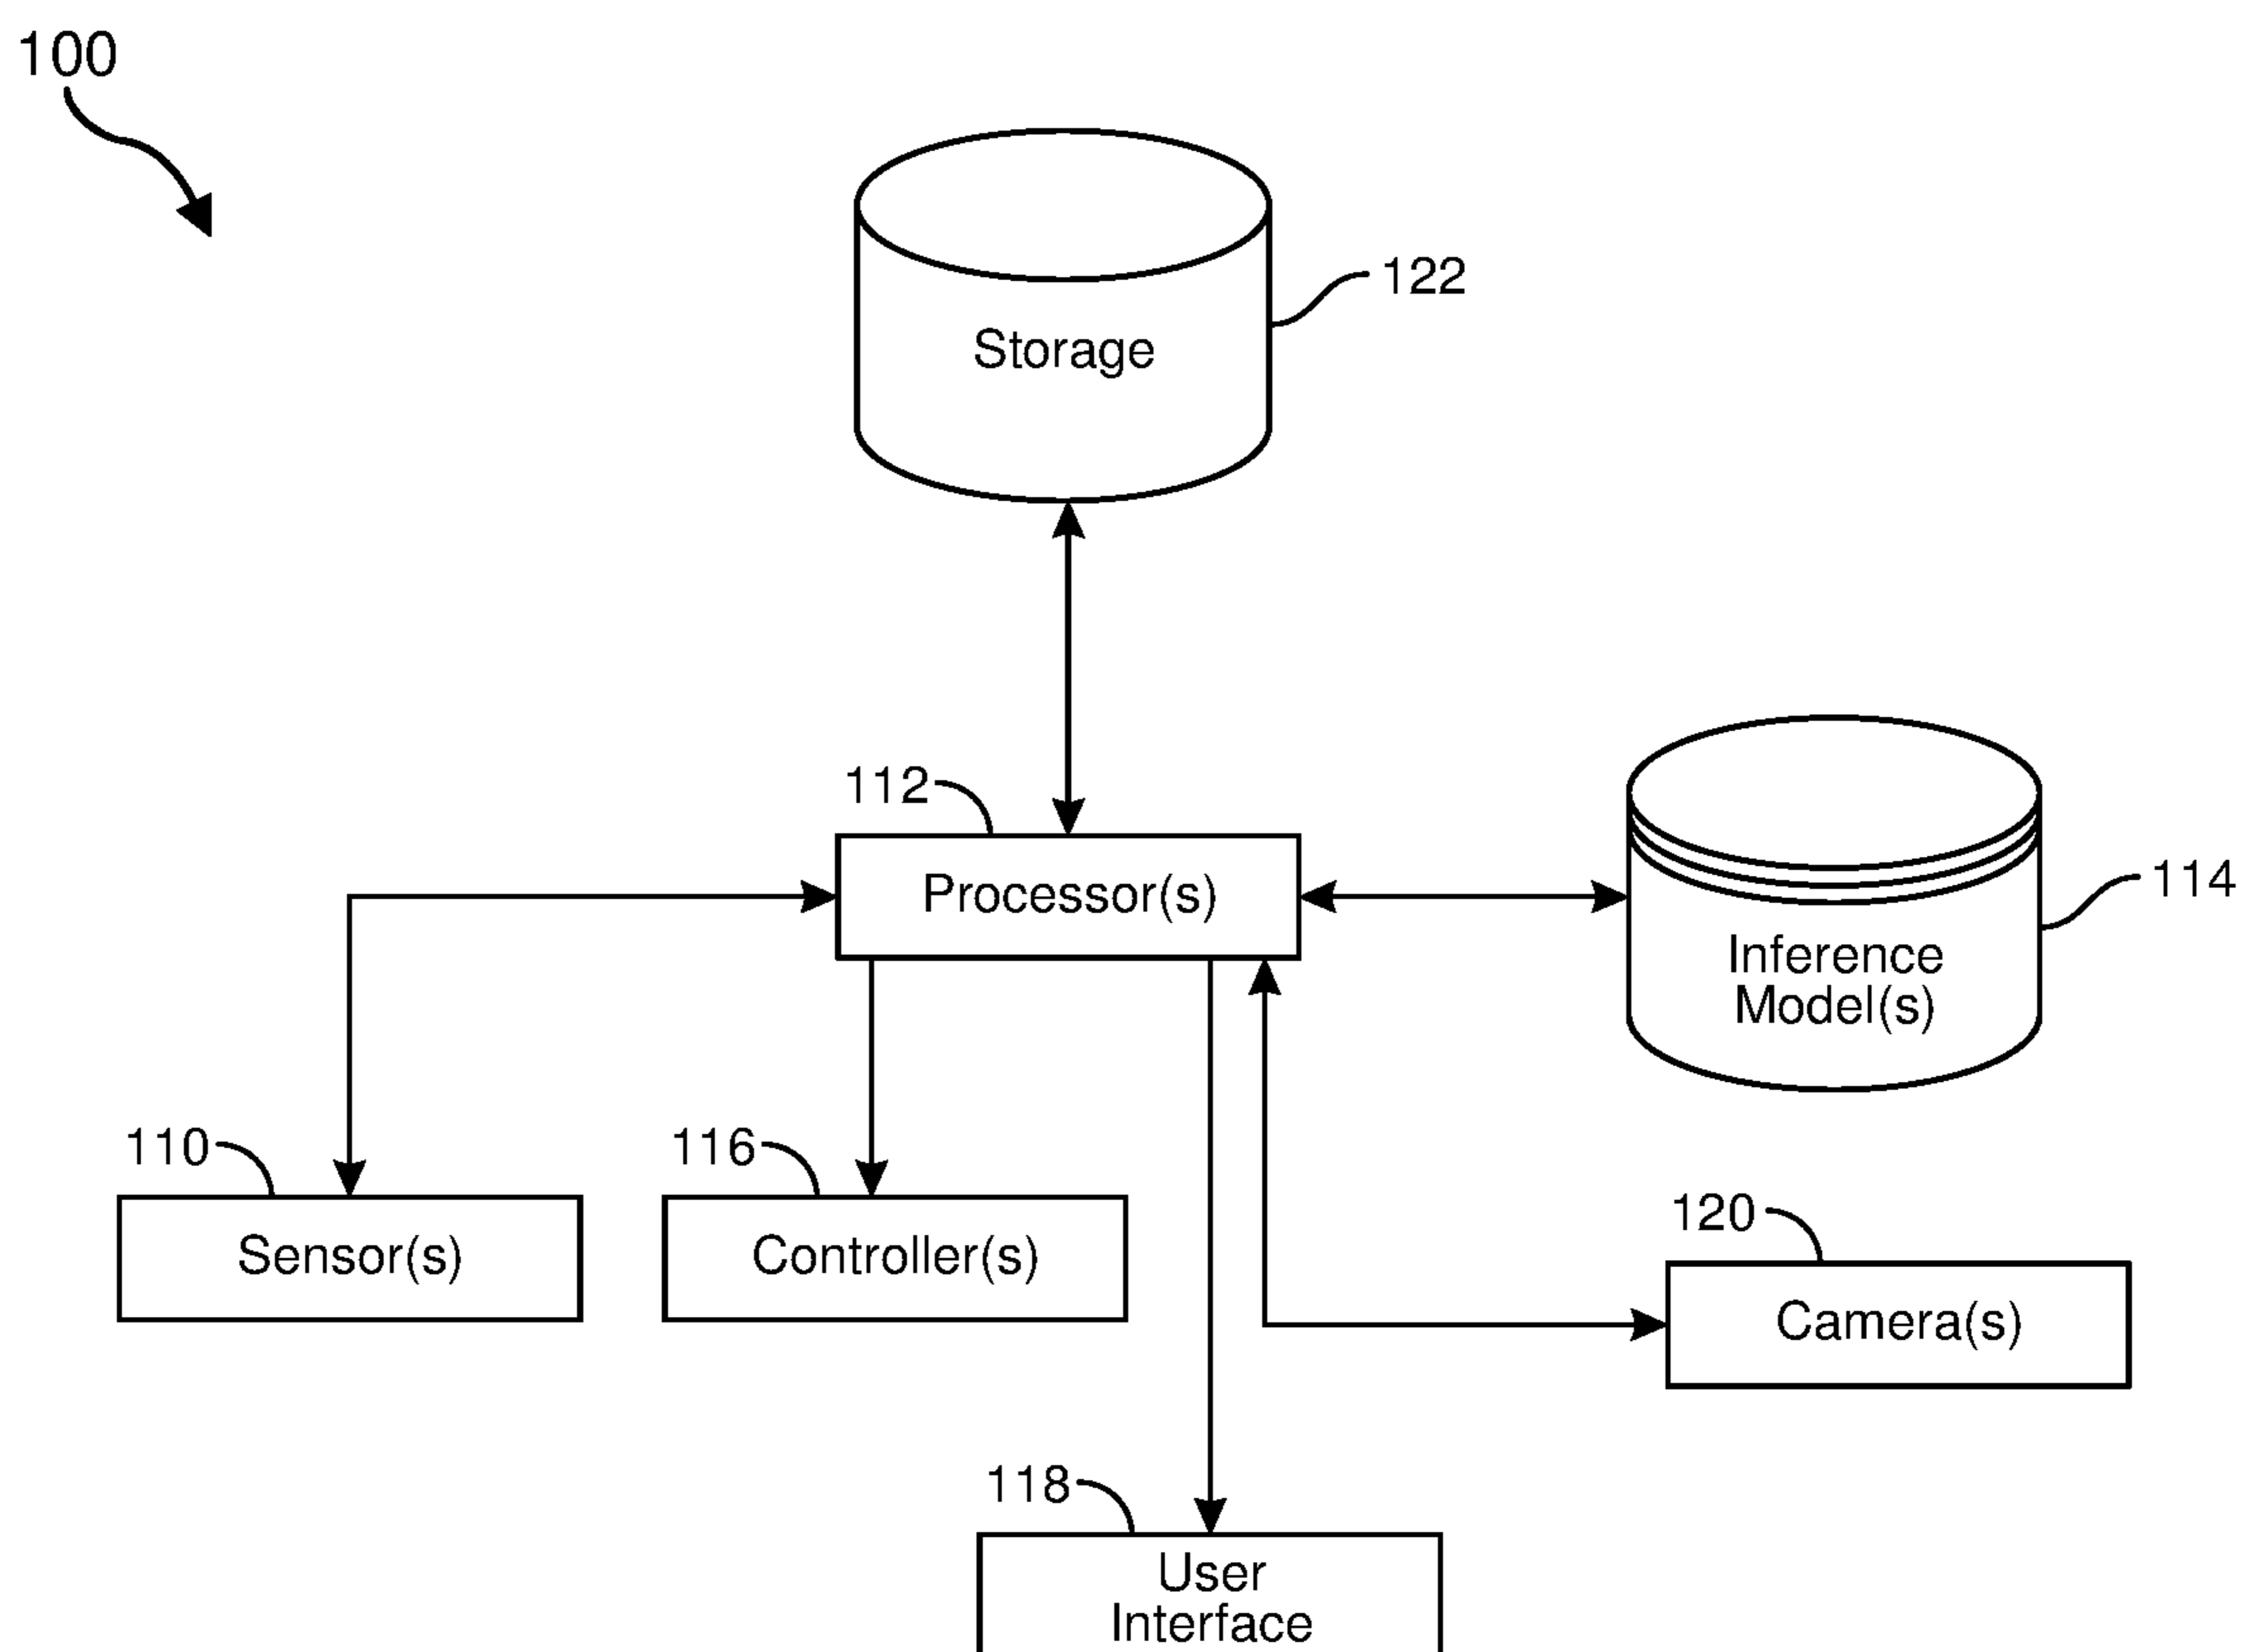 100
122
Storage
112
Processor(s)
114
Inference
Model(s)
110
116
Sensor(s)
Controller(s)
120
Camera(s)
118
User
Interface